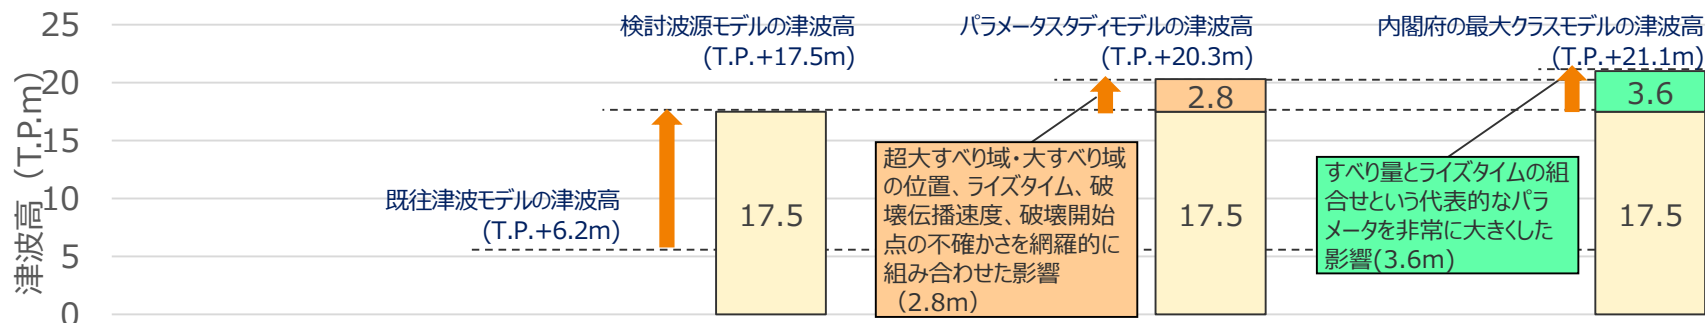 25
20
15
10
5
0
津波高（T.P.m）
検討波源モデルの津波高
(T.P.+17.5m)
パラメータスタディモデルの津波高
(T.P.+20.3m)
内閣府の最大クラスモデルの津波高
(T.P.+21.1m)
既往津波モデルの津波高
(T.P.+6.2m)
17.5
超大すべり域・大すべり域
の位置、ライズタイム、破
壊伝播速度、破壊開始
点の不確かさを網羅的に
組み合わせた影響
（2.8m）
2.8
17.5
すべり量とライズタイムの組
合せという代表的なパラ
メータを非常に大きくした
影響(3.6m)
3.6
17.5